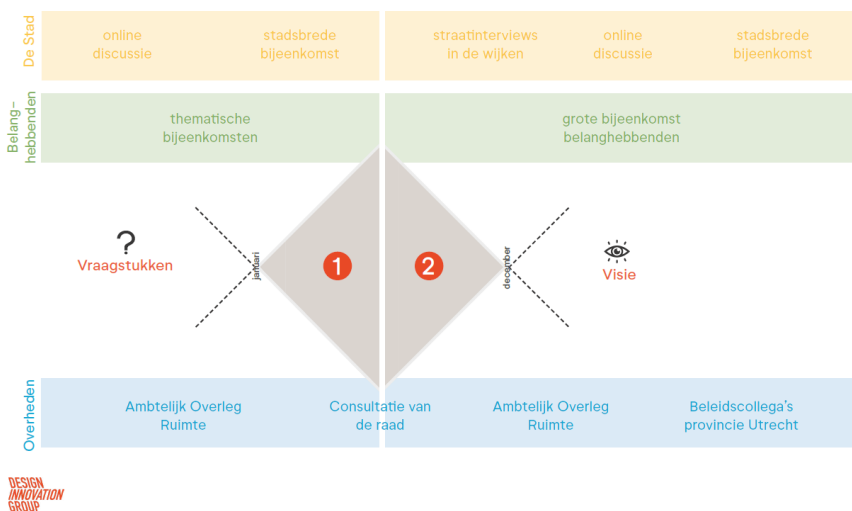 De Stad
online
discussie
stadsbrede
bijeenkomst
straatinterviews
in de wijken
online
discussie
stadsbrede
bijeenkomst
Belang-
hebbenden
thematische
bijeenkomsten
grote bijeenkomst
belanghebbenden
?
Vraagstukken
januari
1
2
december
Visie
Overheden
Ambtelijk Overleg
Ruimte
Consultatie van
de raad
Ambtelijk Overleg
Ruimte
Beleidscollega's
provincie Utrecht
DESIGN
INNOVATION
GROUP